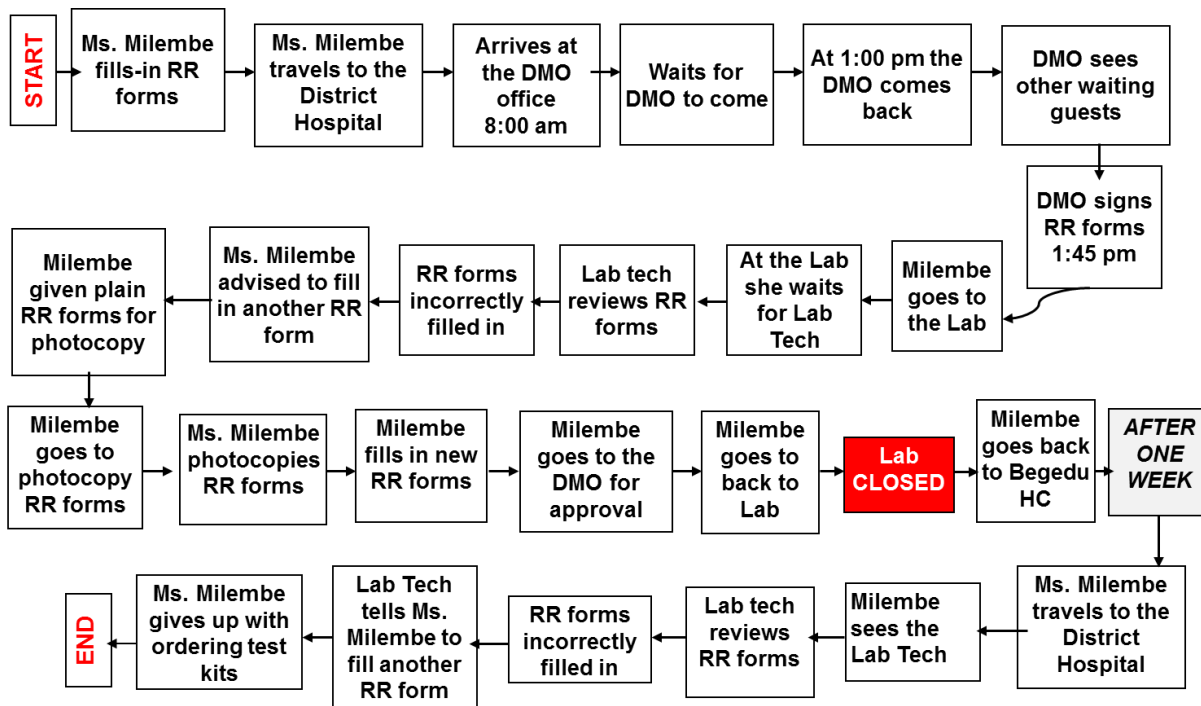 START
Ms. Milembe
fills-in RR
forms
Ms. Milembe
travels to the
District
Hospital
Arrives at
the DMO
office
8:00 am
Waits for
DMO to come
At 1:00 pm the
DMO comes
back
DMO sees
other waiting
guests
DMO signs
RR forms
1:45 pm
Milembe
goes to
the Lab
At the Lab
she waits
for Lab
Tech
Lab tech
reviews RR
forms
RR forms
incorrectly
filled in
Ms. Milembe
advised to fill
in another RR
form
Milembe
given plain
RR forms for
photocopy
Milembe
goes to
photocopy
RR forms
Ms. Milembe
photocopies
RR forms
Milembe
fills in new
RR forms
Milembe
goes to the
DMO for
approval
Milembe
goes to
back to
Lab
Lab
CLOSED
Milembe
goes back
to Begedu
HC
AFTER
ONE
WEEK
Ms. Milembe
travels to the
District
Hospital
Milembe
sees the
Lab Tech
Lab tech
reviews
RR forms
RR forms
incorrectly
filled in
Lab Tech
tells Ms.
Milembe to
fill another
RR form
Ms. Milembe
gives up with
ordering test
kits
END